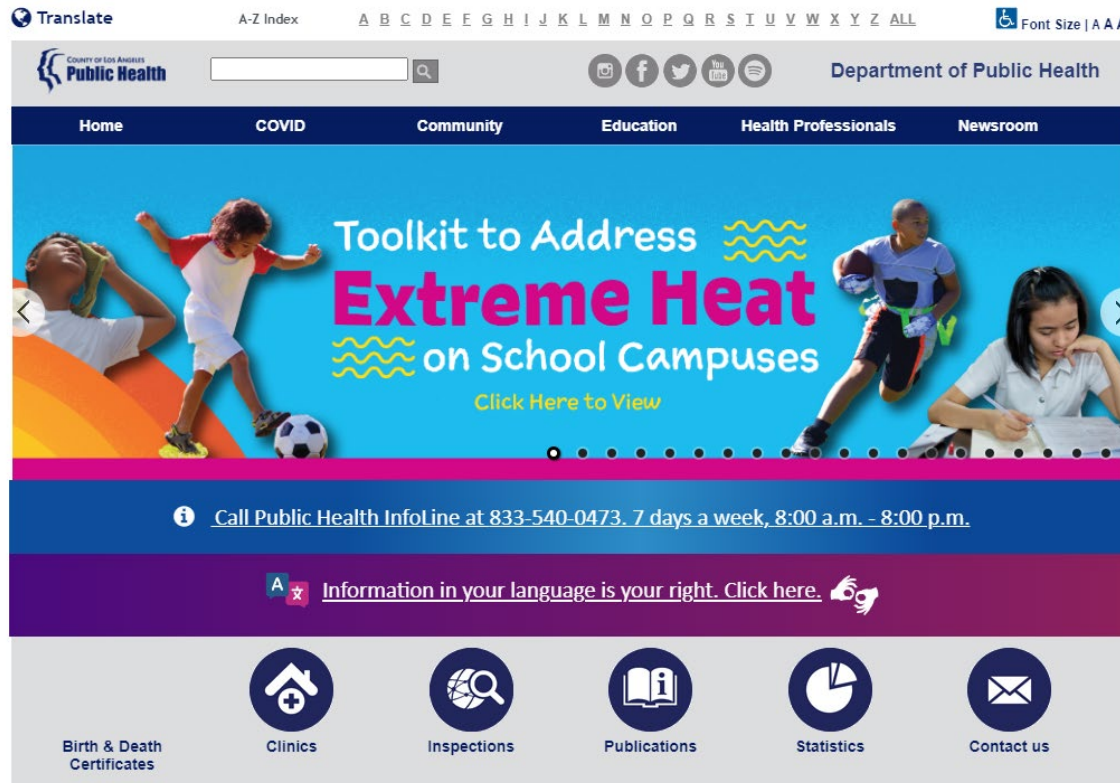 Translate
A-Z Index
A B C D E F G H I J K L M N O P Q R S T U V W X Y Z ALL
Font Size | A A A
County of Los Angeles
Public Health
You
Tube
Department of Public Health
Home
COVID
Community
Education
Health Professionals
Newsroom
Toolkit to Address
Extreme Heat
on School Campuses
Click Here to View
Call Public Health InfoLine at 833-540-0473. 7 days a week, 8:00 a.m. - 8:00 p.m.
A
Information in your language is your right. Click here.
Birth & Death
Certificates
Clinics
Inspections
Publications
Statistics
Contact us